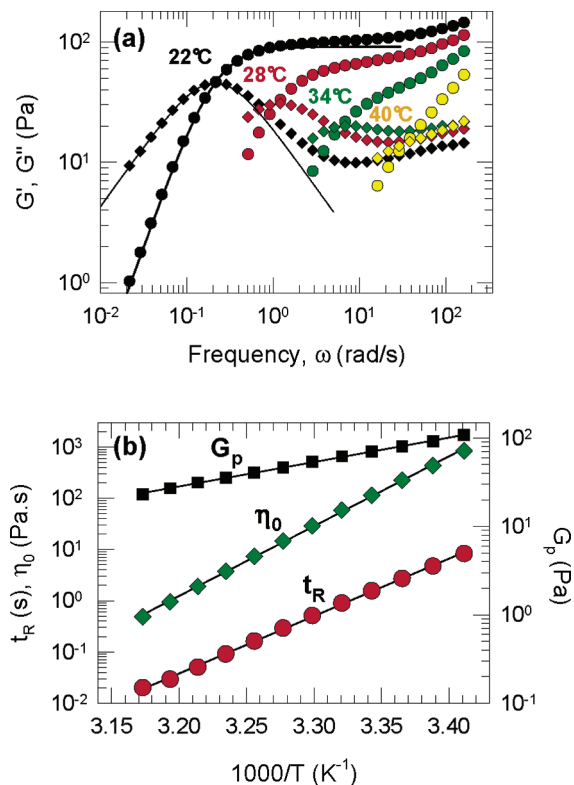 (a)
22°C
28°C
34°C
40°C
10² 
10¹
10⁰
G', G" (Pa)
10⁻² 10⁻¹ 10⁰ 10¹ 10²
Frequency, ω (rad/s)
(b)
Gₚ
η₀
t_R
10³
10²
10¹
10⁰
10⁻¹
10⁻²
t_R (s), η₀ (Pa.s)
10²
10¹
10⁰
10⁻¹
Gₚ (Pa)
3.15 3.20 3.25 3.30 3.35 3.40
1000/T (K⁻¹)